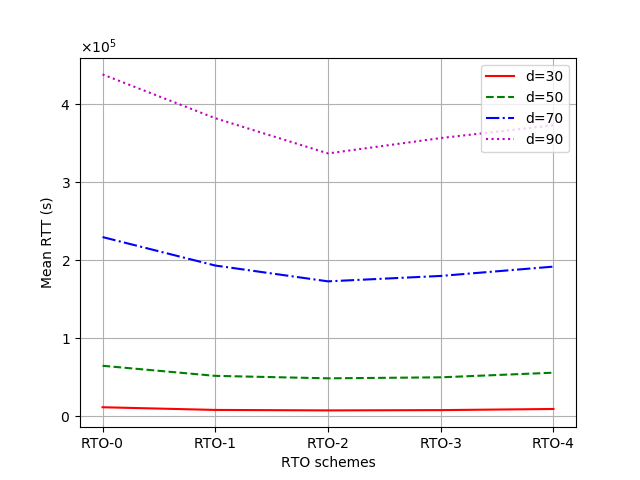 ×10⁵
d=30
d=50
d=70
d=90
4
3
2
1
0
Mean RTT (s)
RTO-0 RTO-1 RTO-2 RTO-3 RTO-4
RTO schemes